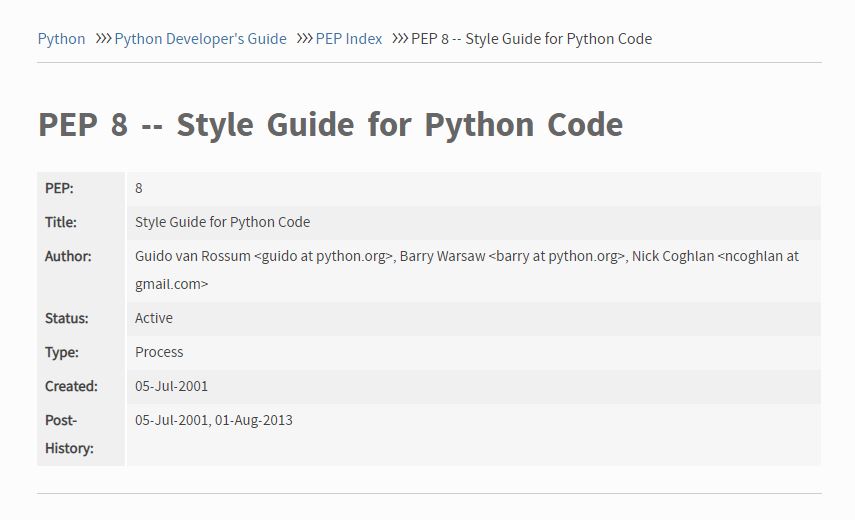 Python >>> Python Developer's Guide >>> PEP Index >>> PEP 8 -- Style Guide for Python Code
PEP 8 -- Style Guide for Python Code
PEP: 8
Title: Style Guide for Python Code
Author: Guido van Rossum <guido at python.org>, Barry Warsaw <barry at python.org>, Nick Coghlan <ncoghlan at
gmail.com>
Status: Active
Type: Process
Created: 05-Jul-2001
Post- 05-Jul-2001, 01-Aug-2013
History: